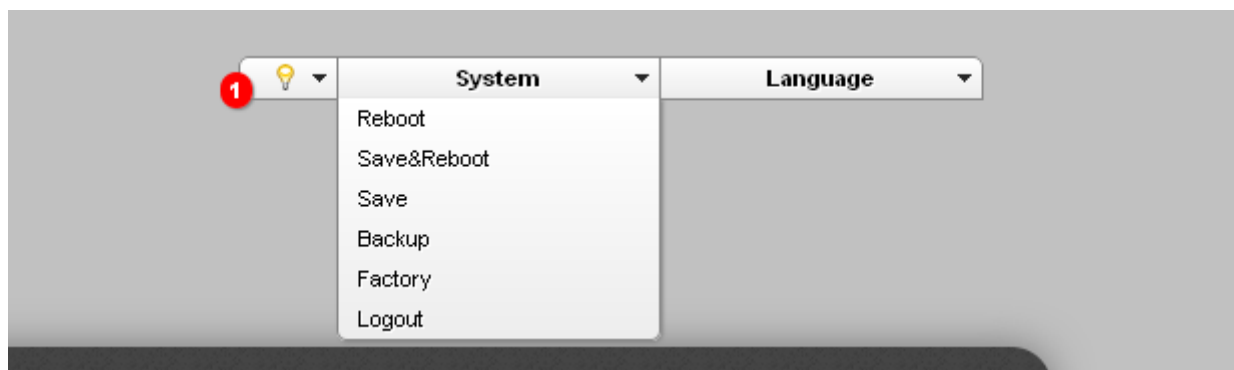 1
System
Language
Reboot
Save&Reboot
Save
Backup
Factory
Logout